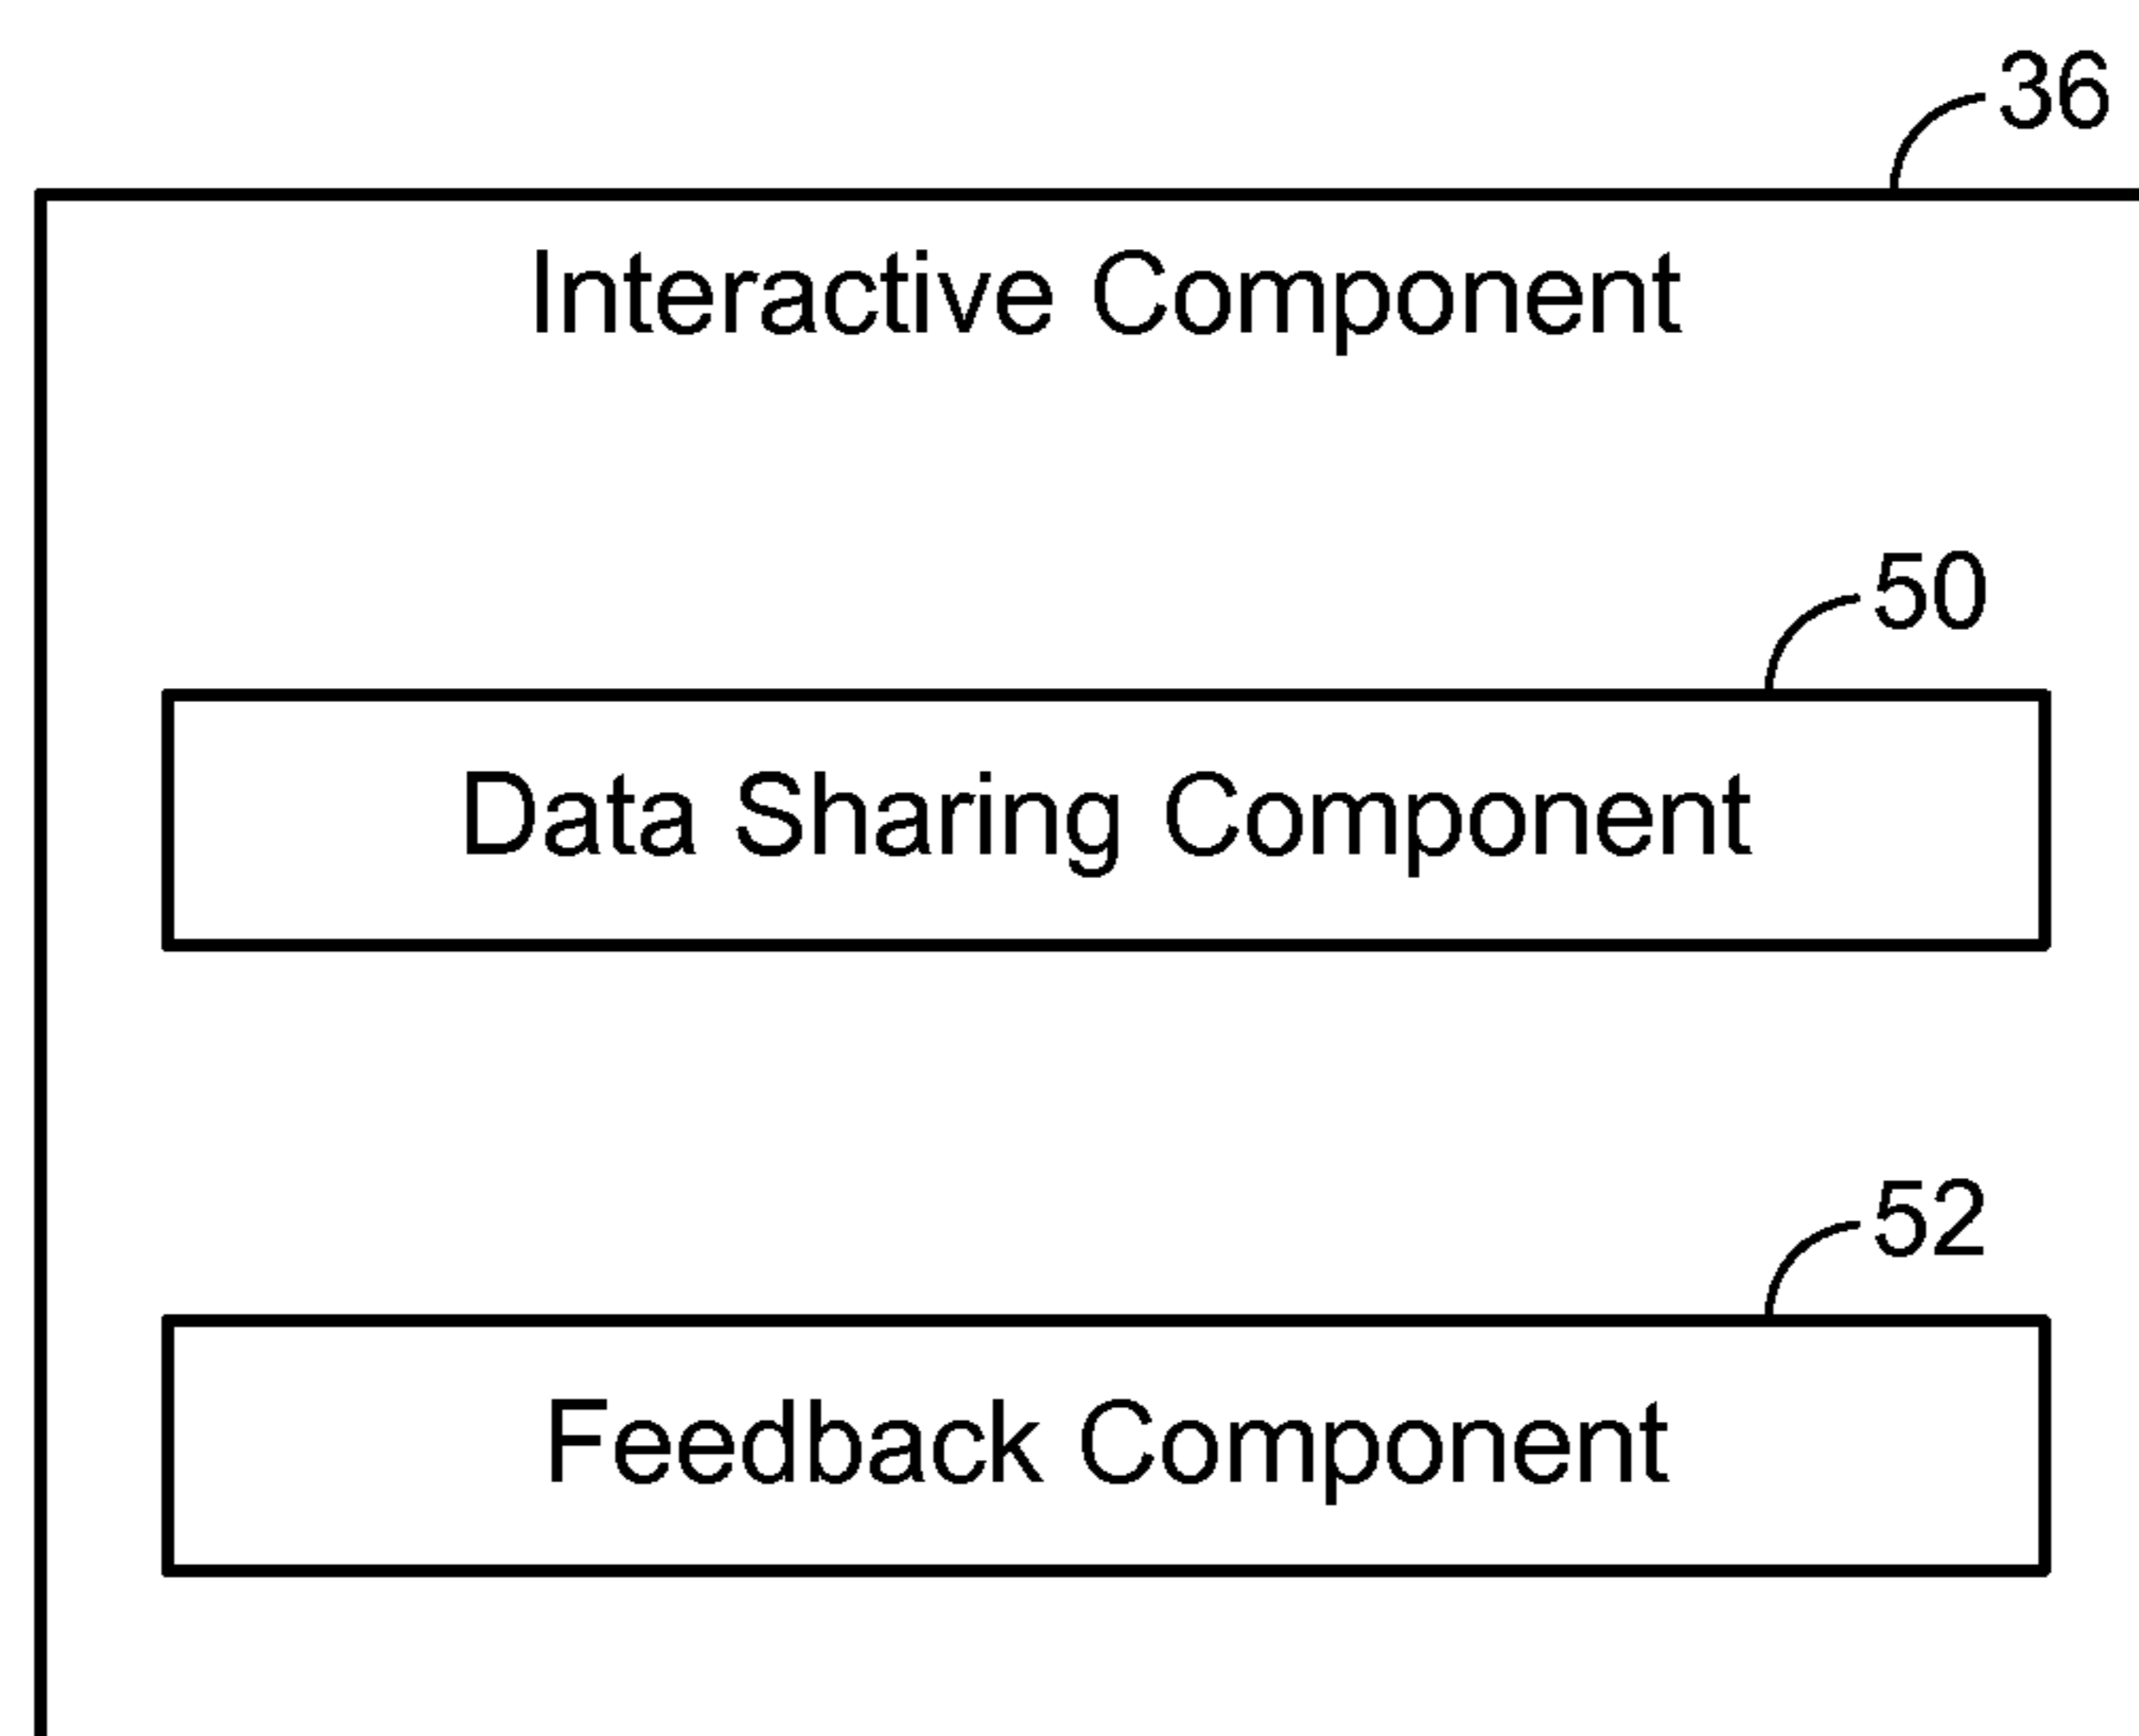 36
Interactive Component
50
Data Sharing Component
52
Feedback Component